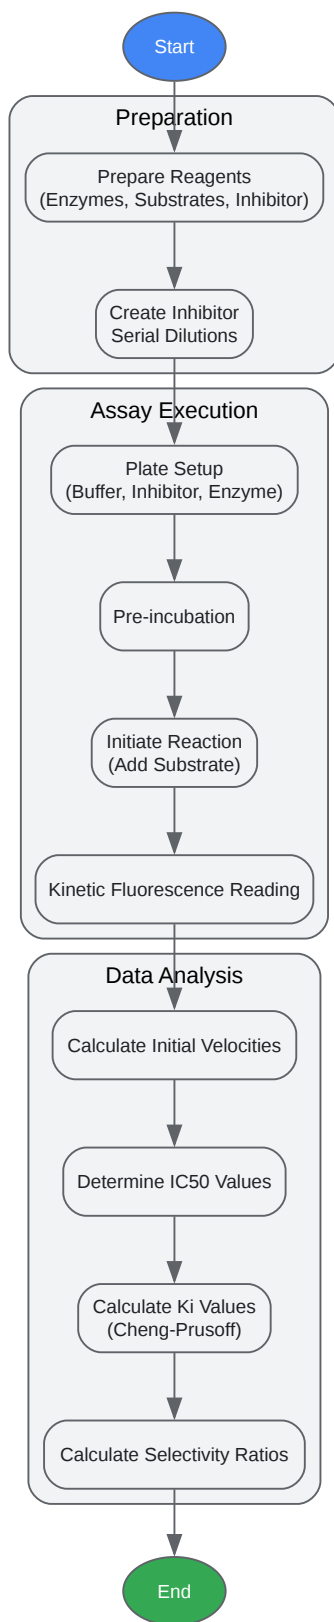 Start
Preparation
Prepare Reagents
(Enzymes, Substrates, Inhibitor)
Create Inhibitor
Serial Dilutions
Assay Execution
Plate Setup
(Buffer, Inhibitor, Enzyme)
Pre-incubation
Initiate Reaction
(Add Substrate)
Kinetic Fluorescence Reading
Data Analysis
Calculate Initial Velocities
Determine IC50 Values
Calculate Ki Values
(Cheng-Prusoff)
Calculate Selectivity Ratios
End